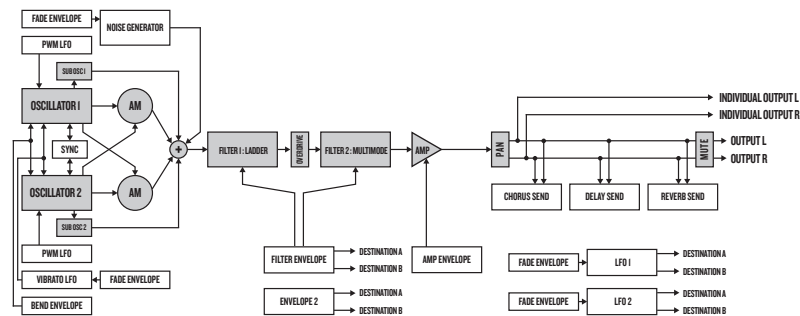 FADE ENVELOPE
NOISE GENERATOR
PWM LFO
SUB OSC 1
OSCILLATOR 1
AM
SYNC
+
FILTER 1: LADDER
OVERDRIVE
FILTER 2: MULTIMODE
AMP
PAN
INDIVIDUAL OUTPUT L
INDIVIDUAL OUTPUT R
OUTPUT L
OUTPUT R
MUTE
OSCILLATOR 2
AM
SUB OSC 2
CHORUS SEND
DELAY SEND
REVERB SEND
PWM LFO
VIBRATO LFO
FADE ENVELOPE
BEND ENVELOPE
FILTER ENVELOPE
DESTINATION A
DESTINATION B
AMP ENVELOPE
ENVELOPE 2
DESTINATION A
DESTINATION B
FADE ENVELOPE
LFO 1
DESTINATION A
DESTINATION B
FADE ENVELOPE
LFO 2
DESTINATION A
DESTINATION B